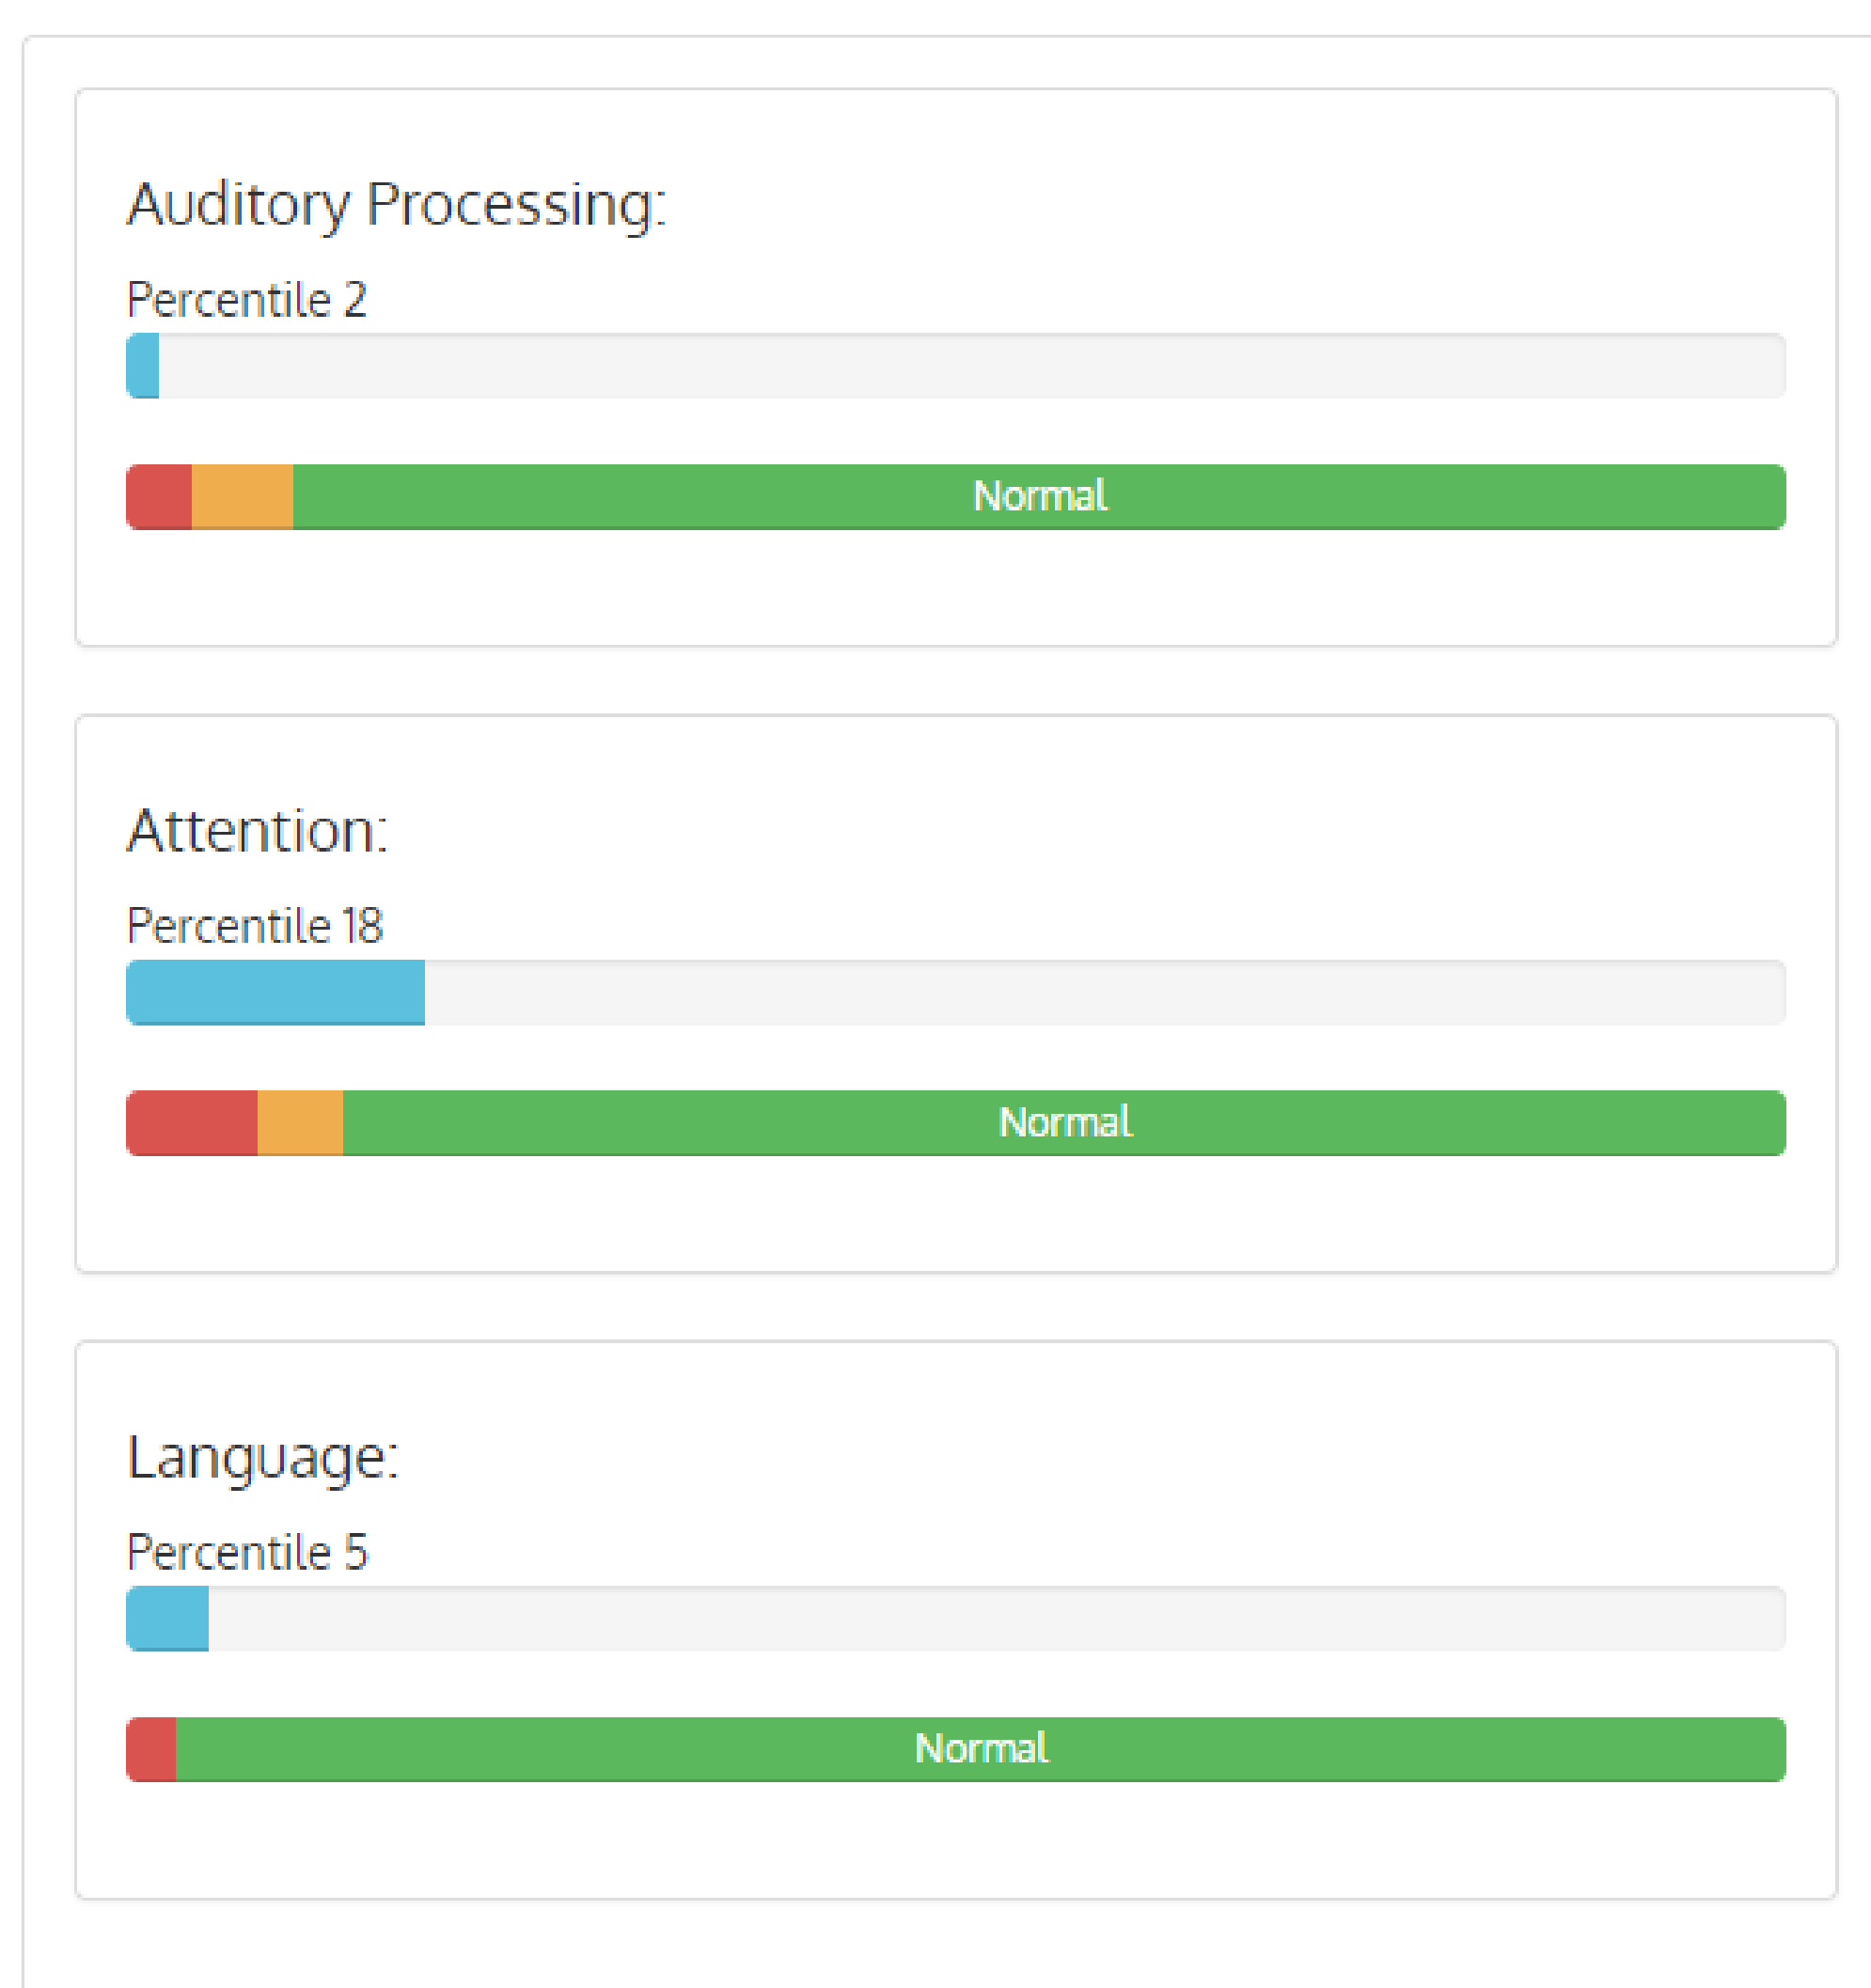 Auditory Processing:
Percentile 2
Normal
Attention:
Percentile 18
Normal
Language:
Percentile 5
Normal